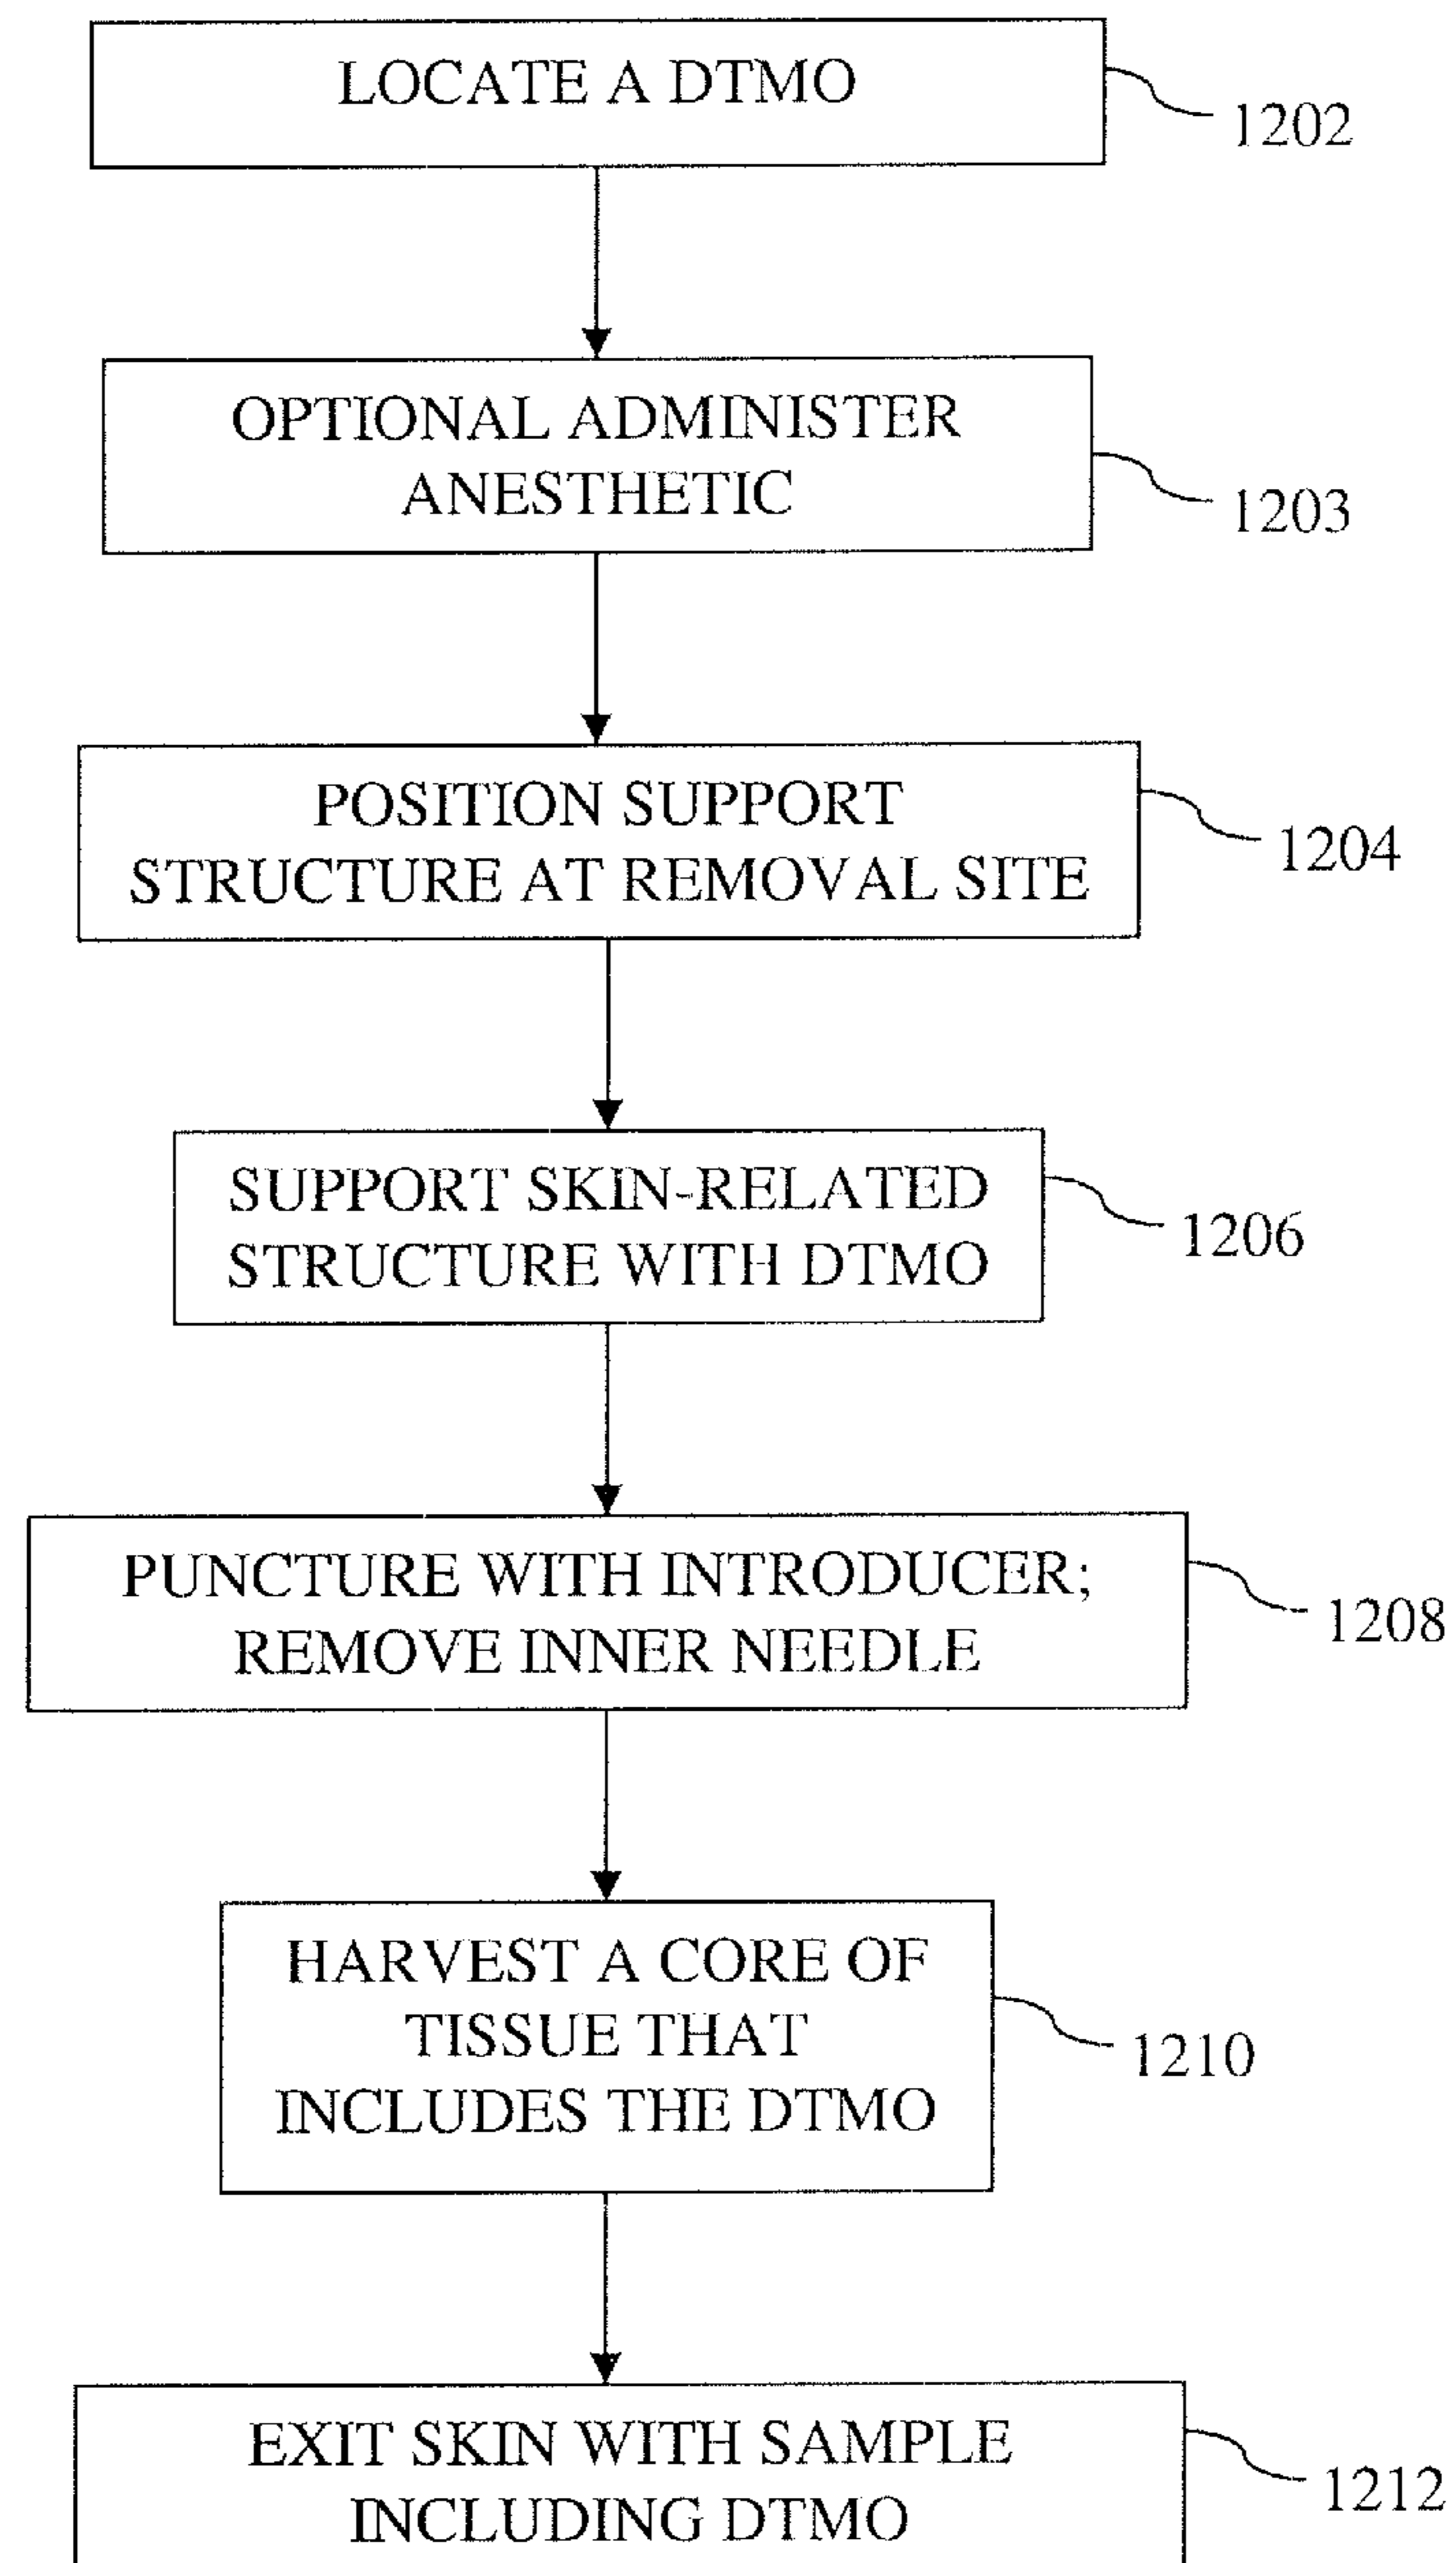 LOCATE A DTMO
1202
OPTIONAL ADMINISTER
ANESTHETIC
1203
POSITION SUPPORT
STRUCTURE AT REMOVAL SITE
1204
SUPPORT SKIN-RELATED
STRUCTURE WITH DTMO
1206
PUNCTURE WITH INTRODUCER;
REMOVE INNER NEEDLE
1208
HARVEST A CORE OF
TISSUE THAT
INCLUDES THE DTMO
1210
EXIT SKIN WITH SAMPLE
INCLUDING DTMO
1212